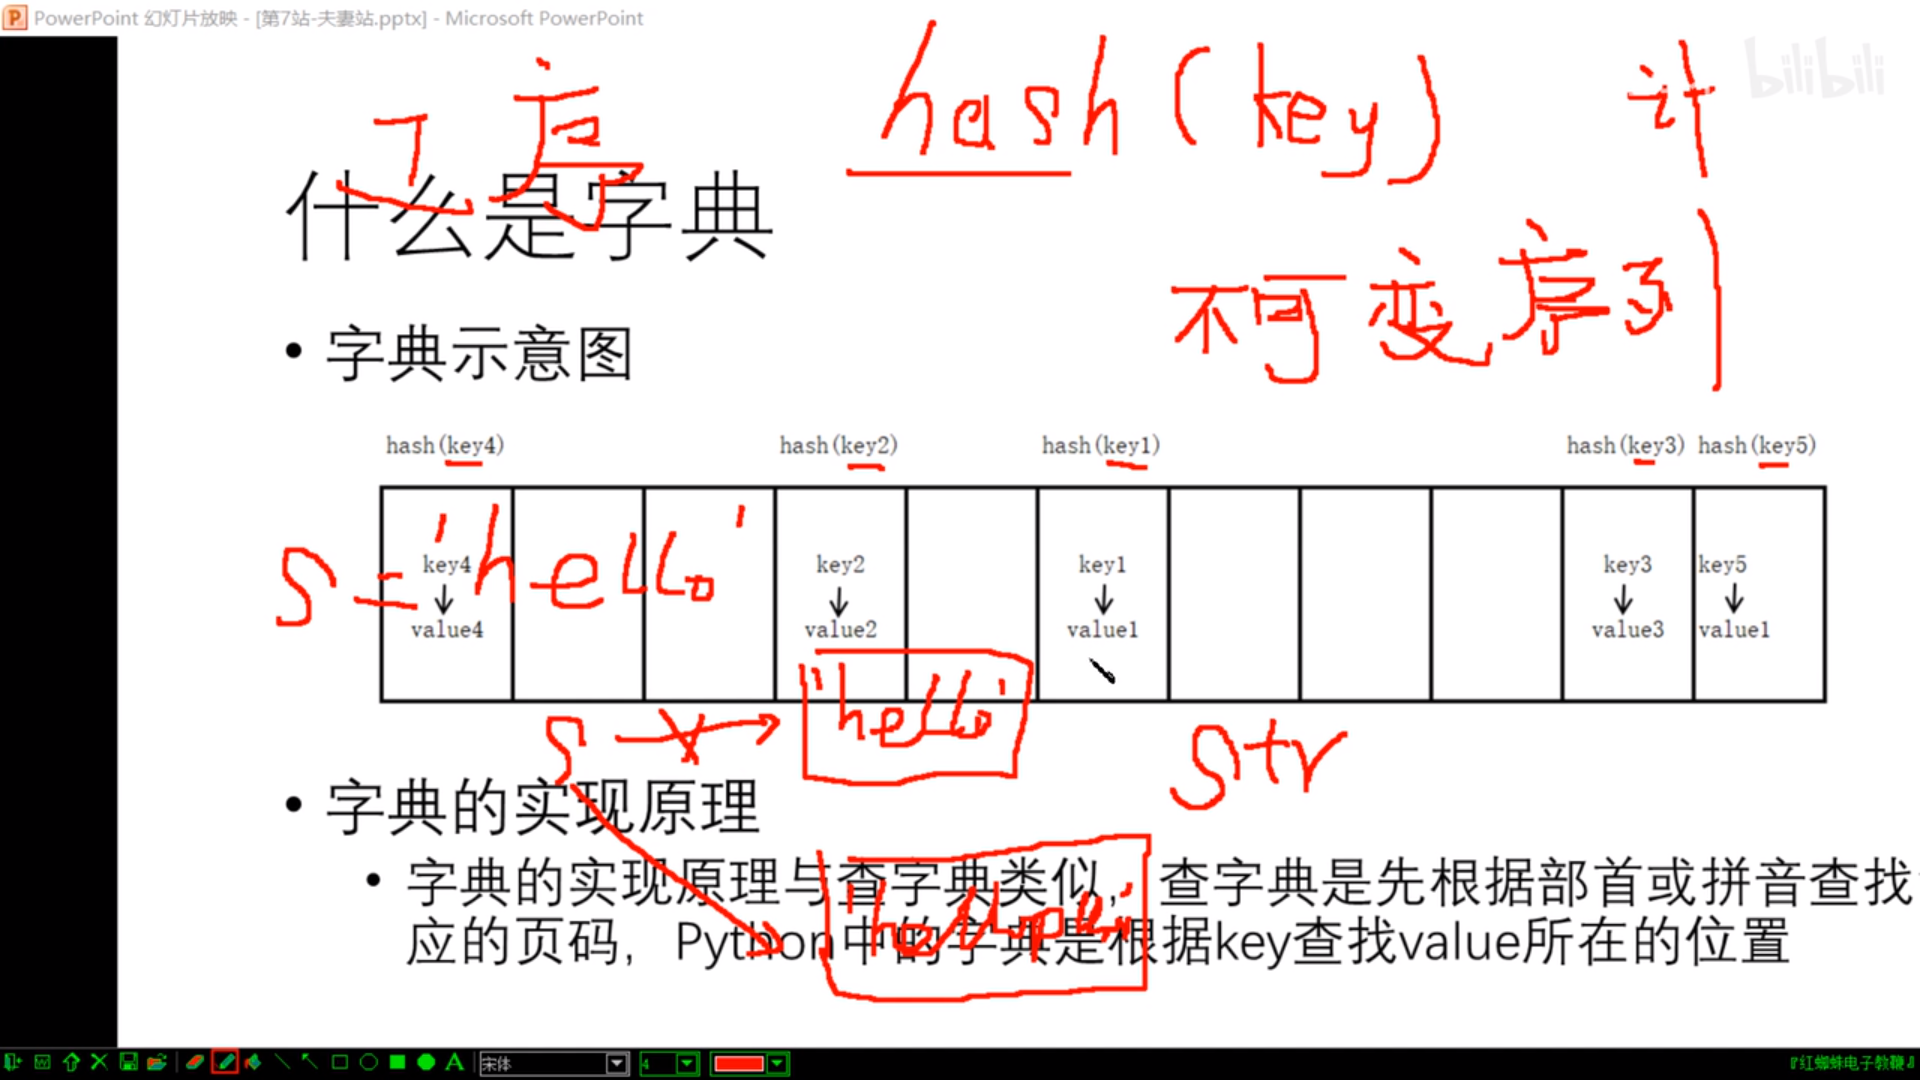 PowerPoint 幻灯片放映 - [第7站-夫妻站.pptx] - Microsoft PowerPoint
bilibili
hash(key) 计
什么是字典
不可变序列
• 字典示意图
hash(key4) hash(key2) hash(key1) hash(key3) hash(key5)
s='hello'
key4 key2 key1 key3 key5
value4 value2 value1 value3 value1
s 'hello'
str
• 字典的实现原理
• 字典的实现原理与查字典类似，查字典是先根据部首或拼音查找
应的页码，Python中的字典是根据key查找value所在的位置
宋体 4
『红蜘蛛电子教鞭』